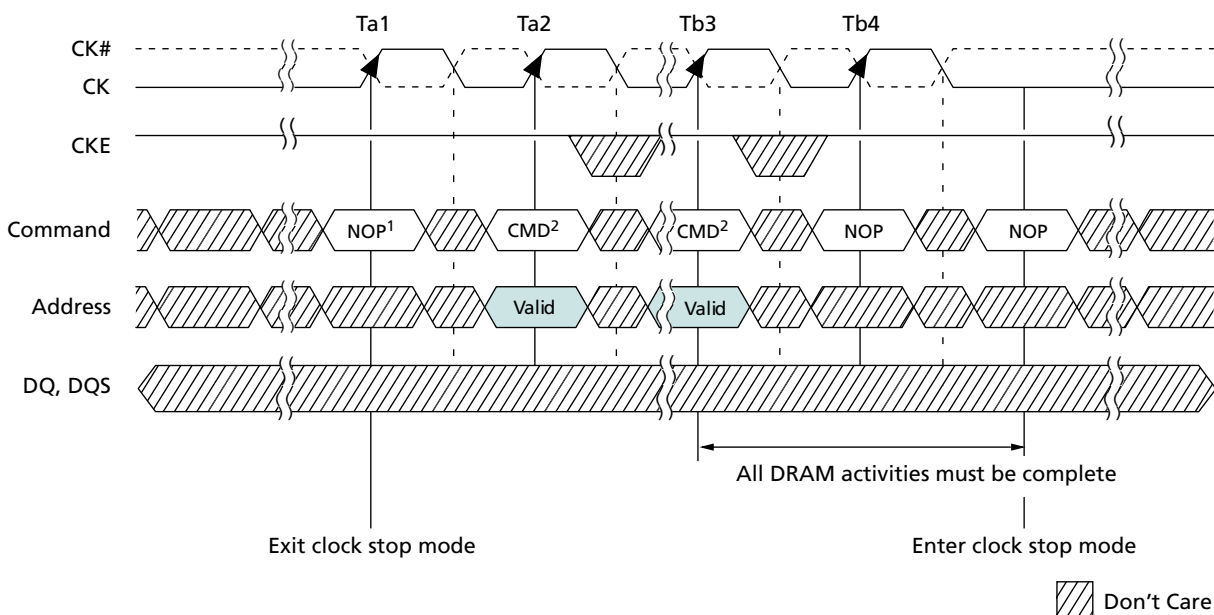 Ta1 Ta2 Tb3 Tb4
CK#
CK
CKE
Command NOP¹ CMD² CMD² NOP NOP
Address Valid Valid
DQ, DQS
All DRAM activities must be complete
Exit clock stop mode Enter clock stop mode
Don't Care